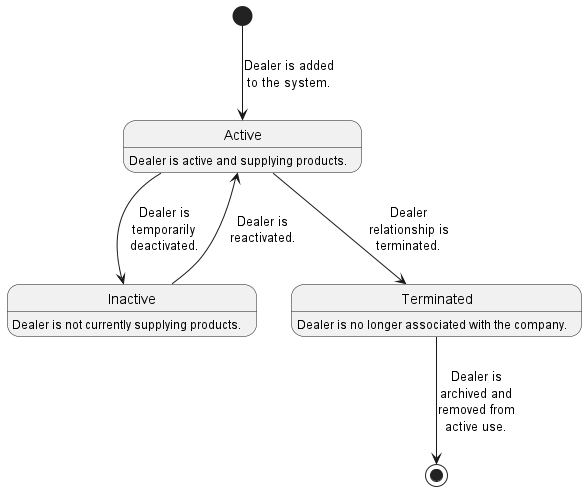 Dealer is added
to the system.
Active
Dealer is active and supplying products.
Dealer is
temporarily
deactivated.
Dealer is
reactivated.
Dealer
relationship is
terminated.
Inactive
Dealer is not currently supplying products.
Terminated
Dealer is no longer associated with the company.
Dealer is
archived and
removed from
active use.